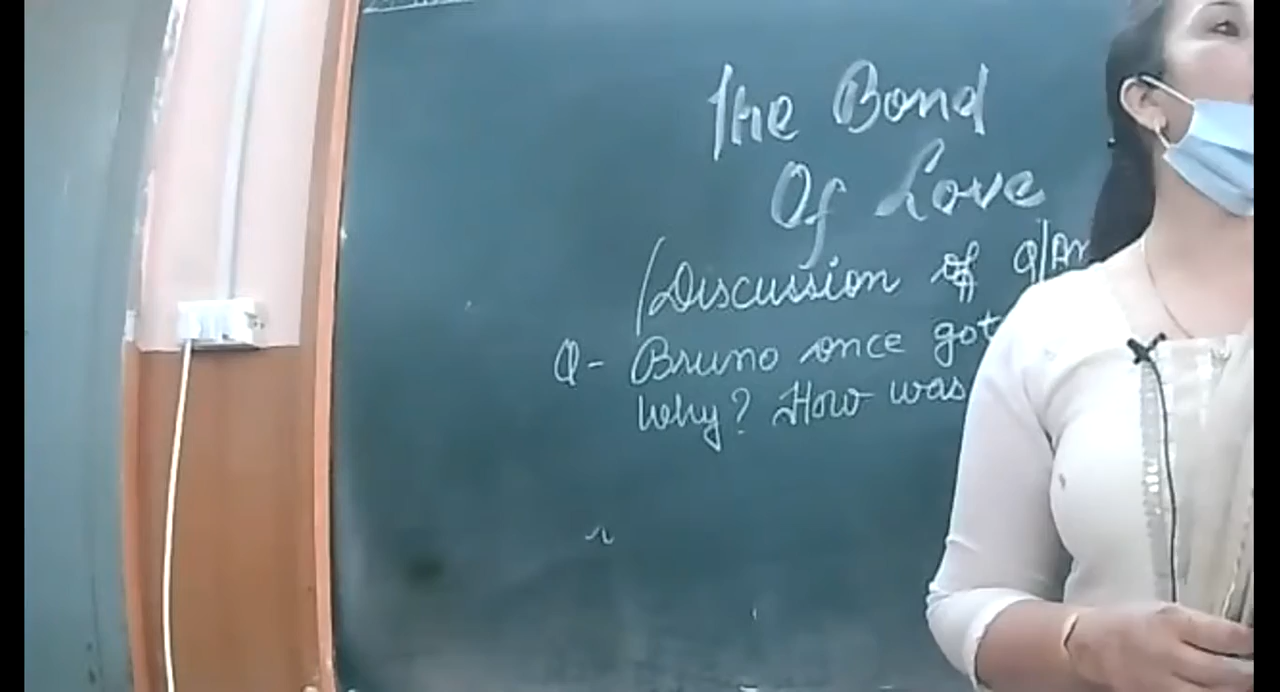 The Bond
Of Love
(Discussion of Q/An
Q- Bruno once got
Why? How was